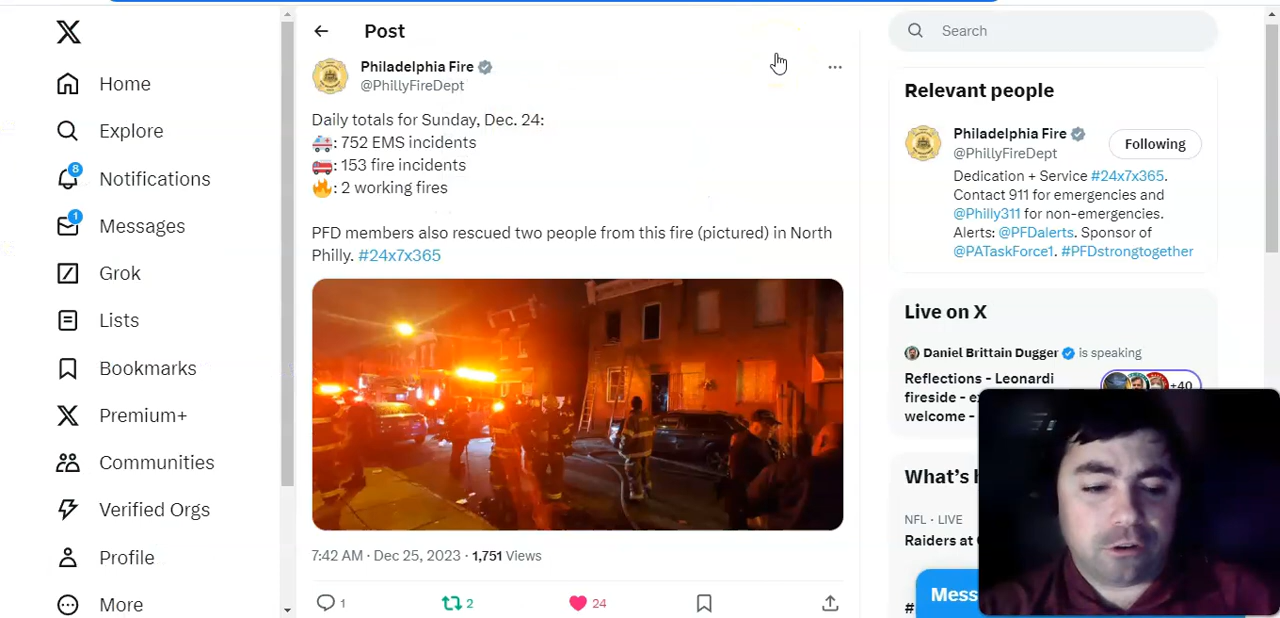 Home
Explore
8
Notifications
1
Messages
Grok
Lists
Bookmarks
Premium+
Communities
Verified Orgs
Profile
More
Post
Philadelphia Fire
@PhillyFireDept
Daily totals for Sunday, Dec. 24:
: 752 EMS incidents
: 153 fire incidents
: 2 working fires
PFD members also rescued two people from this fire (pictured) in North
Philly. #24x7x365
7:42 AM · Dec 25, 2023 · 1,751 Views
1
2
24
Search
Relevant people
Philadelphia Fire
@PhillyFireDept
Following
Dedication + Service #24x7x365.
Contact 911 for emergencies and
@Philly311 for non-emergencies.
Alerts: @PFDalerts. Sponsor of
@PATaskForce1. #PFDstrongtogether
Live on X
Daniel Brittain Dugger is speaking
Reflections - Leonardi
fireside - e
welcome -
+40
What's h
NFL · LIVE
Raiders at
Mess
#